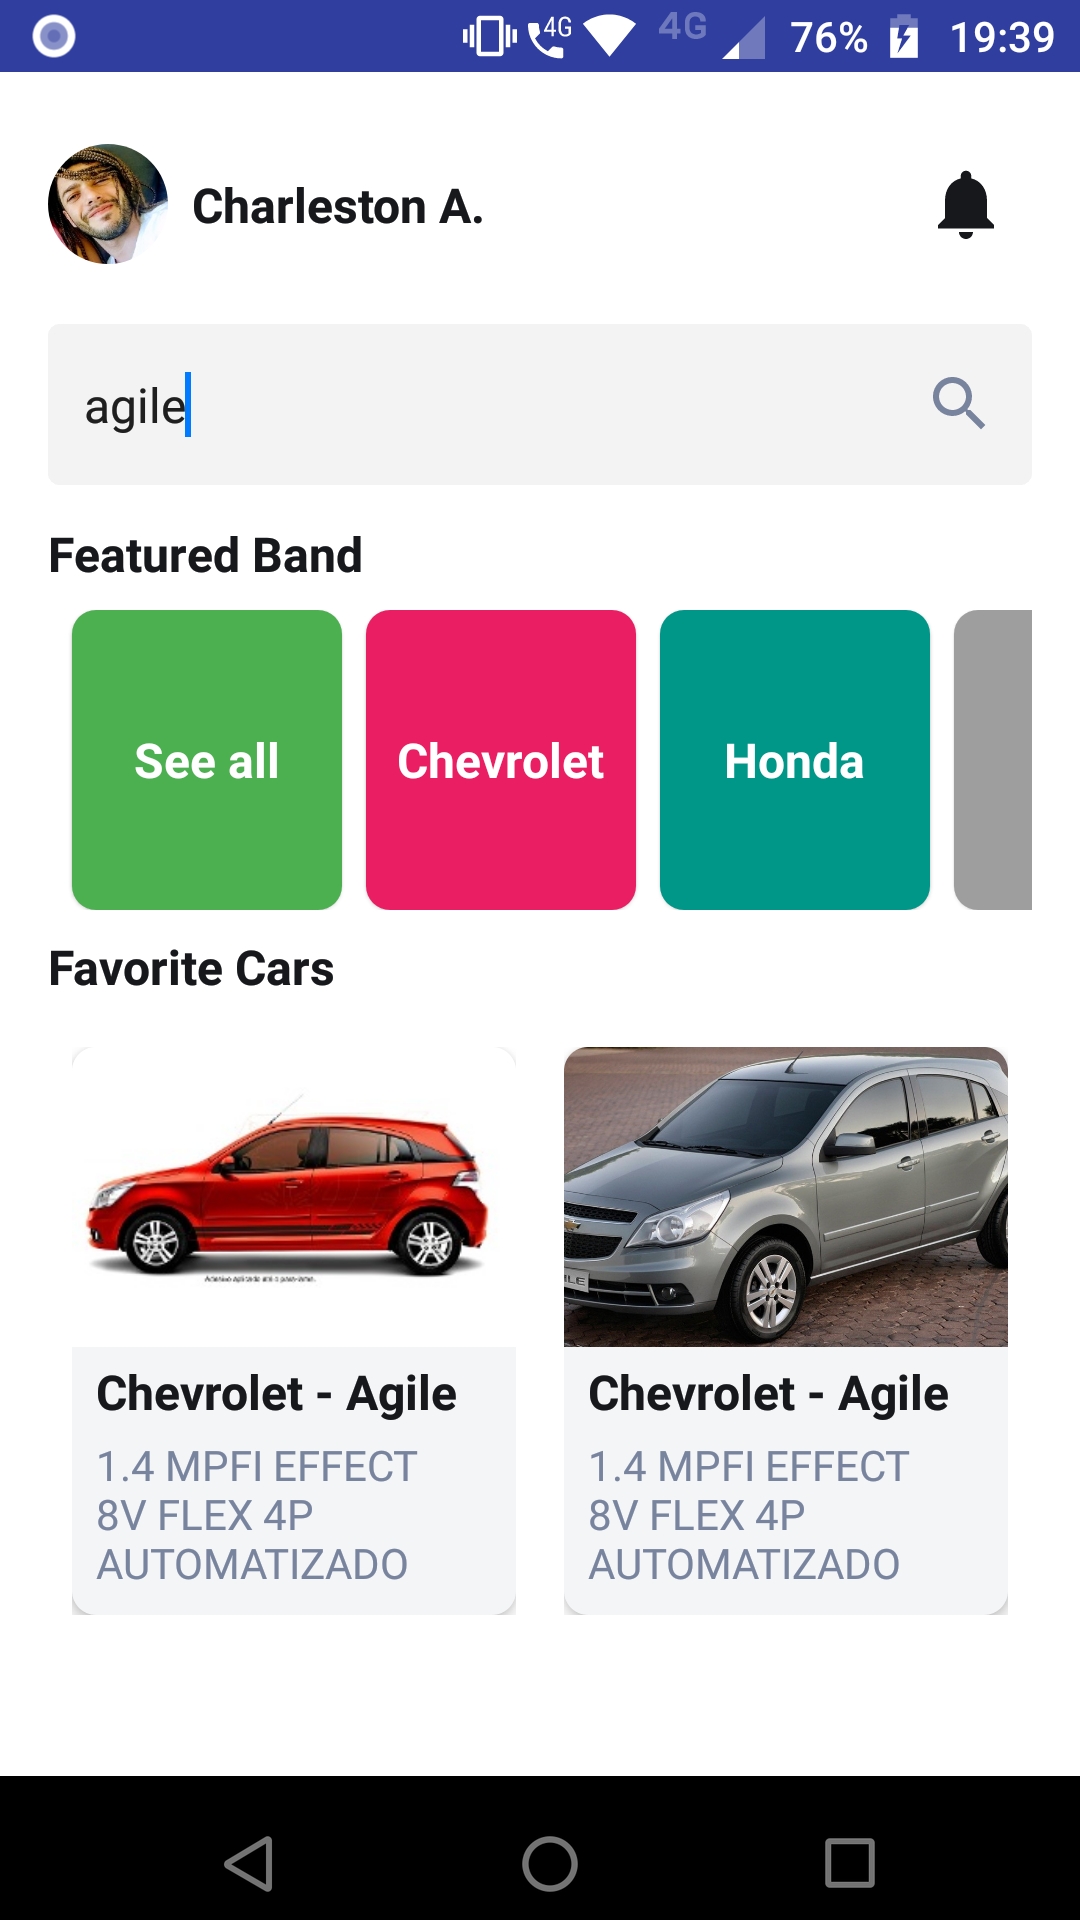 4G 4G 76% 19:39
Charleston A.
agile
Featured Band
See all Chevrolet Honda
Favorite Cars
Chevrolet - Agile
1.4 MPFI EFFECT
8V FLEX 4P
AUTOMATIZADO
Chevrolet - Agile
1.4 MPFI EFFECT
8V FLEX 4P
AUTOMATIZADO